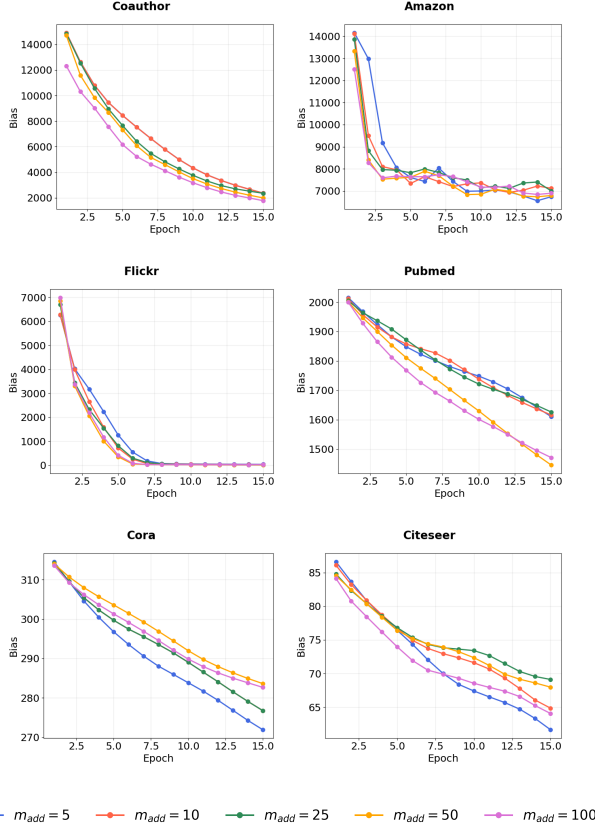 Coauthor
14000
12000
10000
8000
6000
4000
2000
Bias
2.5 5.0 7.5 10.0 12.5 15.0
Epoch
Amazon
14000
13000
12000
11000
10000
9000
8000
7000
Bias
2.5 5.0 7.5 10.0 12.5 15.0
Epoch
Flickr
7000
6000
5000
4000
3000
2000
1000
0
Bias
2.5 5.0 7.5 10.0 12.5 15.0
Epoch
Pubmed
2000
1900
1800
1700
1600
1500
Bias
2.5 5.0 7.5 10.0 12.5 15.0
Epoch
Cora
310
300
290
280
270
Bias
2.5 5.0 7.5 10.0 12.5 15.0
Epoch
Citeseer
85
80
75
70
65
Bias
2.5 5.0 7.5 10.0 12.5 15.0
Epoch
m_add = 5 m_add = 10 m_add = 25 m_add = 50 m_add = 100